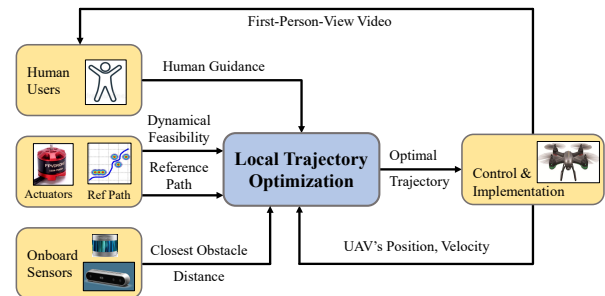 First-Person-View Video
Human
Users
Human Guidance
Dynamical
Feasibility
Reference
Path
Actuators
Ref Path
Local Trajectory
Optimization
Optimal
Trajectory
Control &
Implementation
Onboard
Sensors
Closest Obstacle
Distance
UAV's Position, Velocity